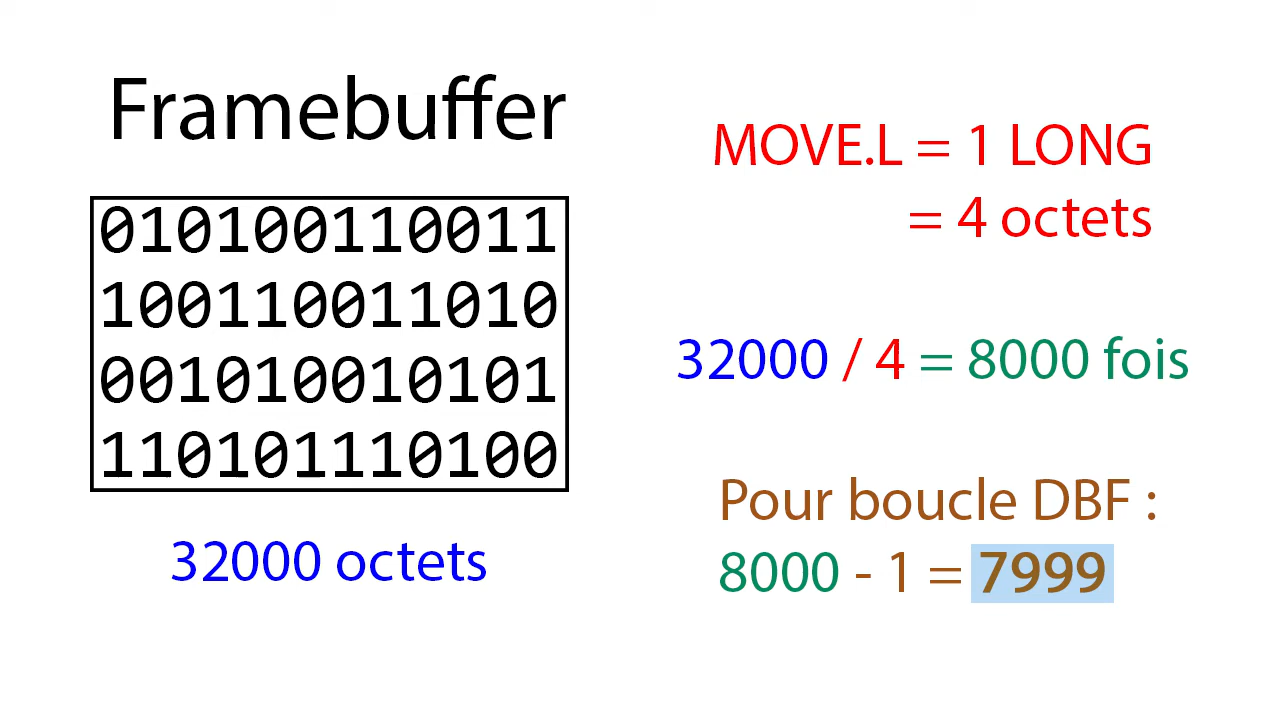 Framebuffer
010100110011
100110011010
001010010101
110101110100
32000 octets
MOVE.L = 1 LONG
= 4 octets
32000 / 4 = 8000 fois
Pour boucle DBF :
8000 - 1 = 7999